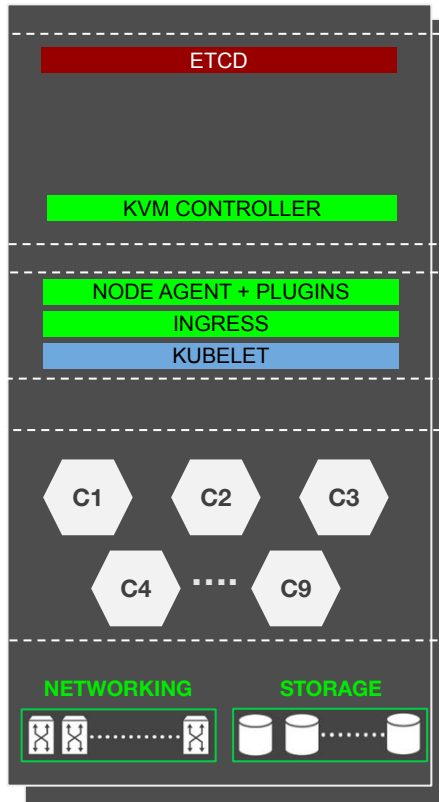 ETCD
KVM CONTROLLER
NODE AGENT + PLUGINS
INGRESS
KUBELET
C1 C2 C3
C4 .... C9
NETWORKING STORAGE